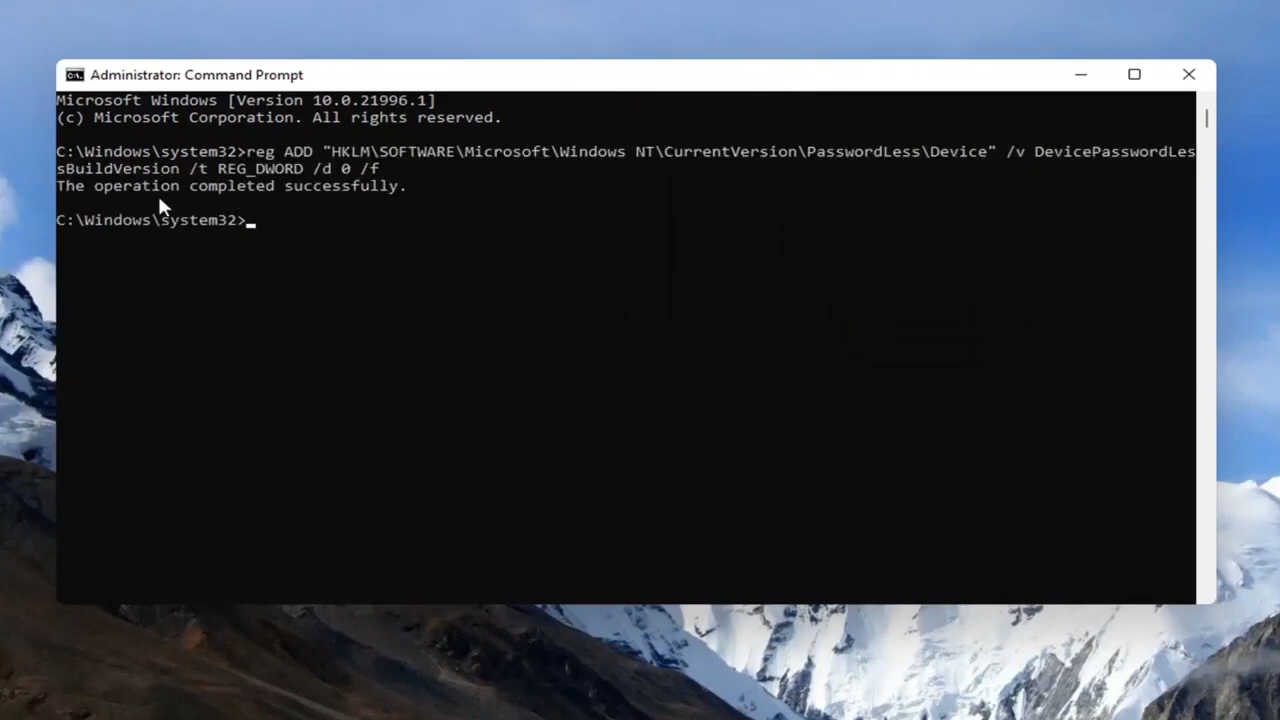 Administrator: Command Prompt
Microsoft Windows [Version 10.0.21996.1]
(c) Microsoft Corporation. All rights reserved.
C:\Windows\system32>reg ADD "HKLM\SOFTWARE\Microsoft\Windows NT\CurrentVersion\PasswordLess\Device" /v DevicePasswordLes
sBuildVersion /t REG_DWORD /d 0 /f
The operation completed successfully.
C:\Windows\system32>